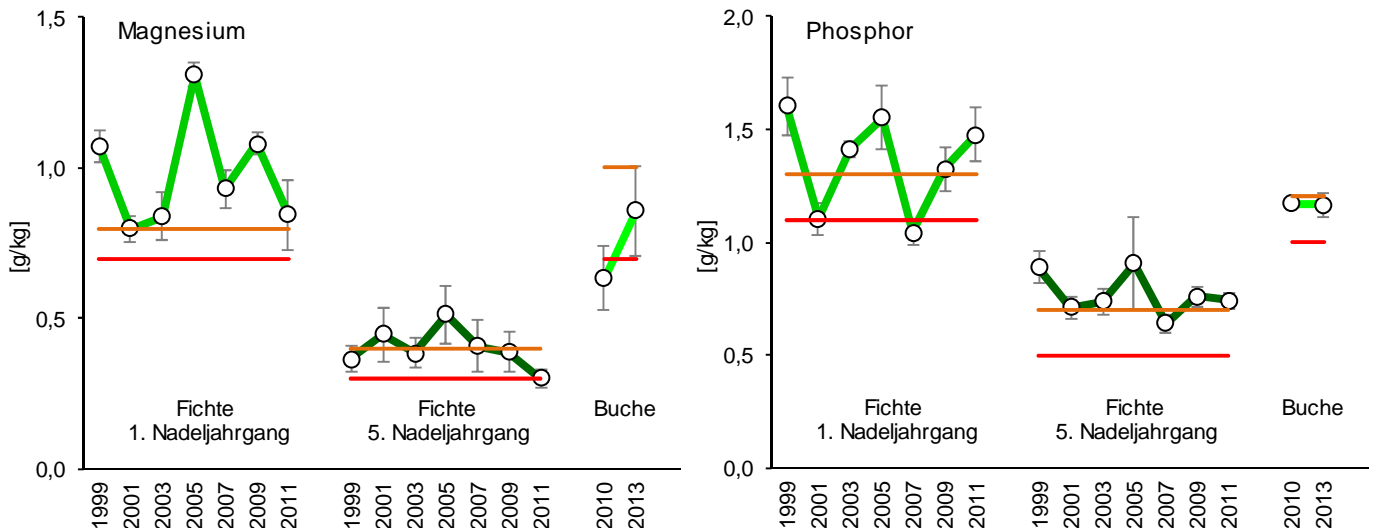 Magnesium
[g/kg]
1,5
1,0
0,5
0,0
Fichte
1. Nadeljahrgang
Fichte
5. Nadeljahrgang
Buche
1999
2001
2003
2005
2007
2009
2011
1999
2001
2003
2005
2007
2009
2011
2010
2013
Phosphor
[g/kg]
2,0
1,5
1,0
0,5
0,0
Fichte
1. Nadeljahrgang
Fichte
5. Nadeljahrgang
Buche
1999
2001
2003
2005
2007
2009
2011
1999
2001
2003
2005
2007
2009
2011
2010
2013